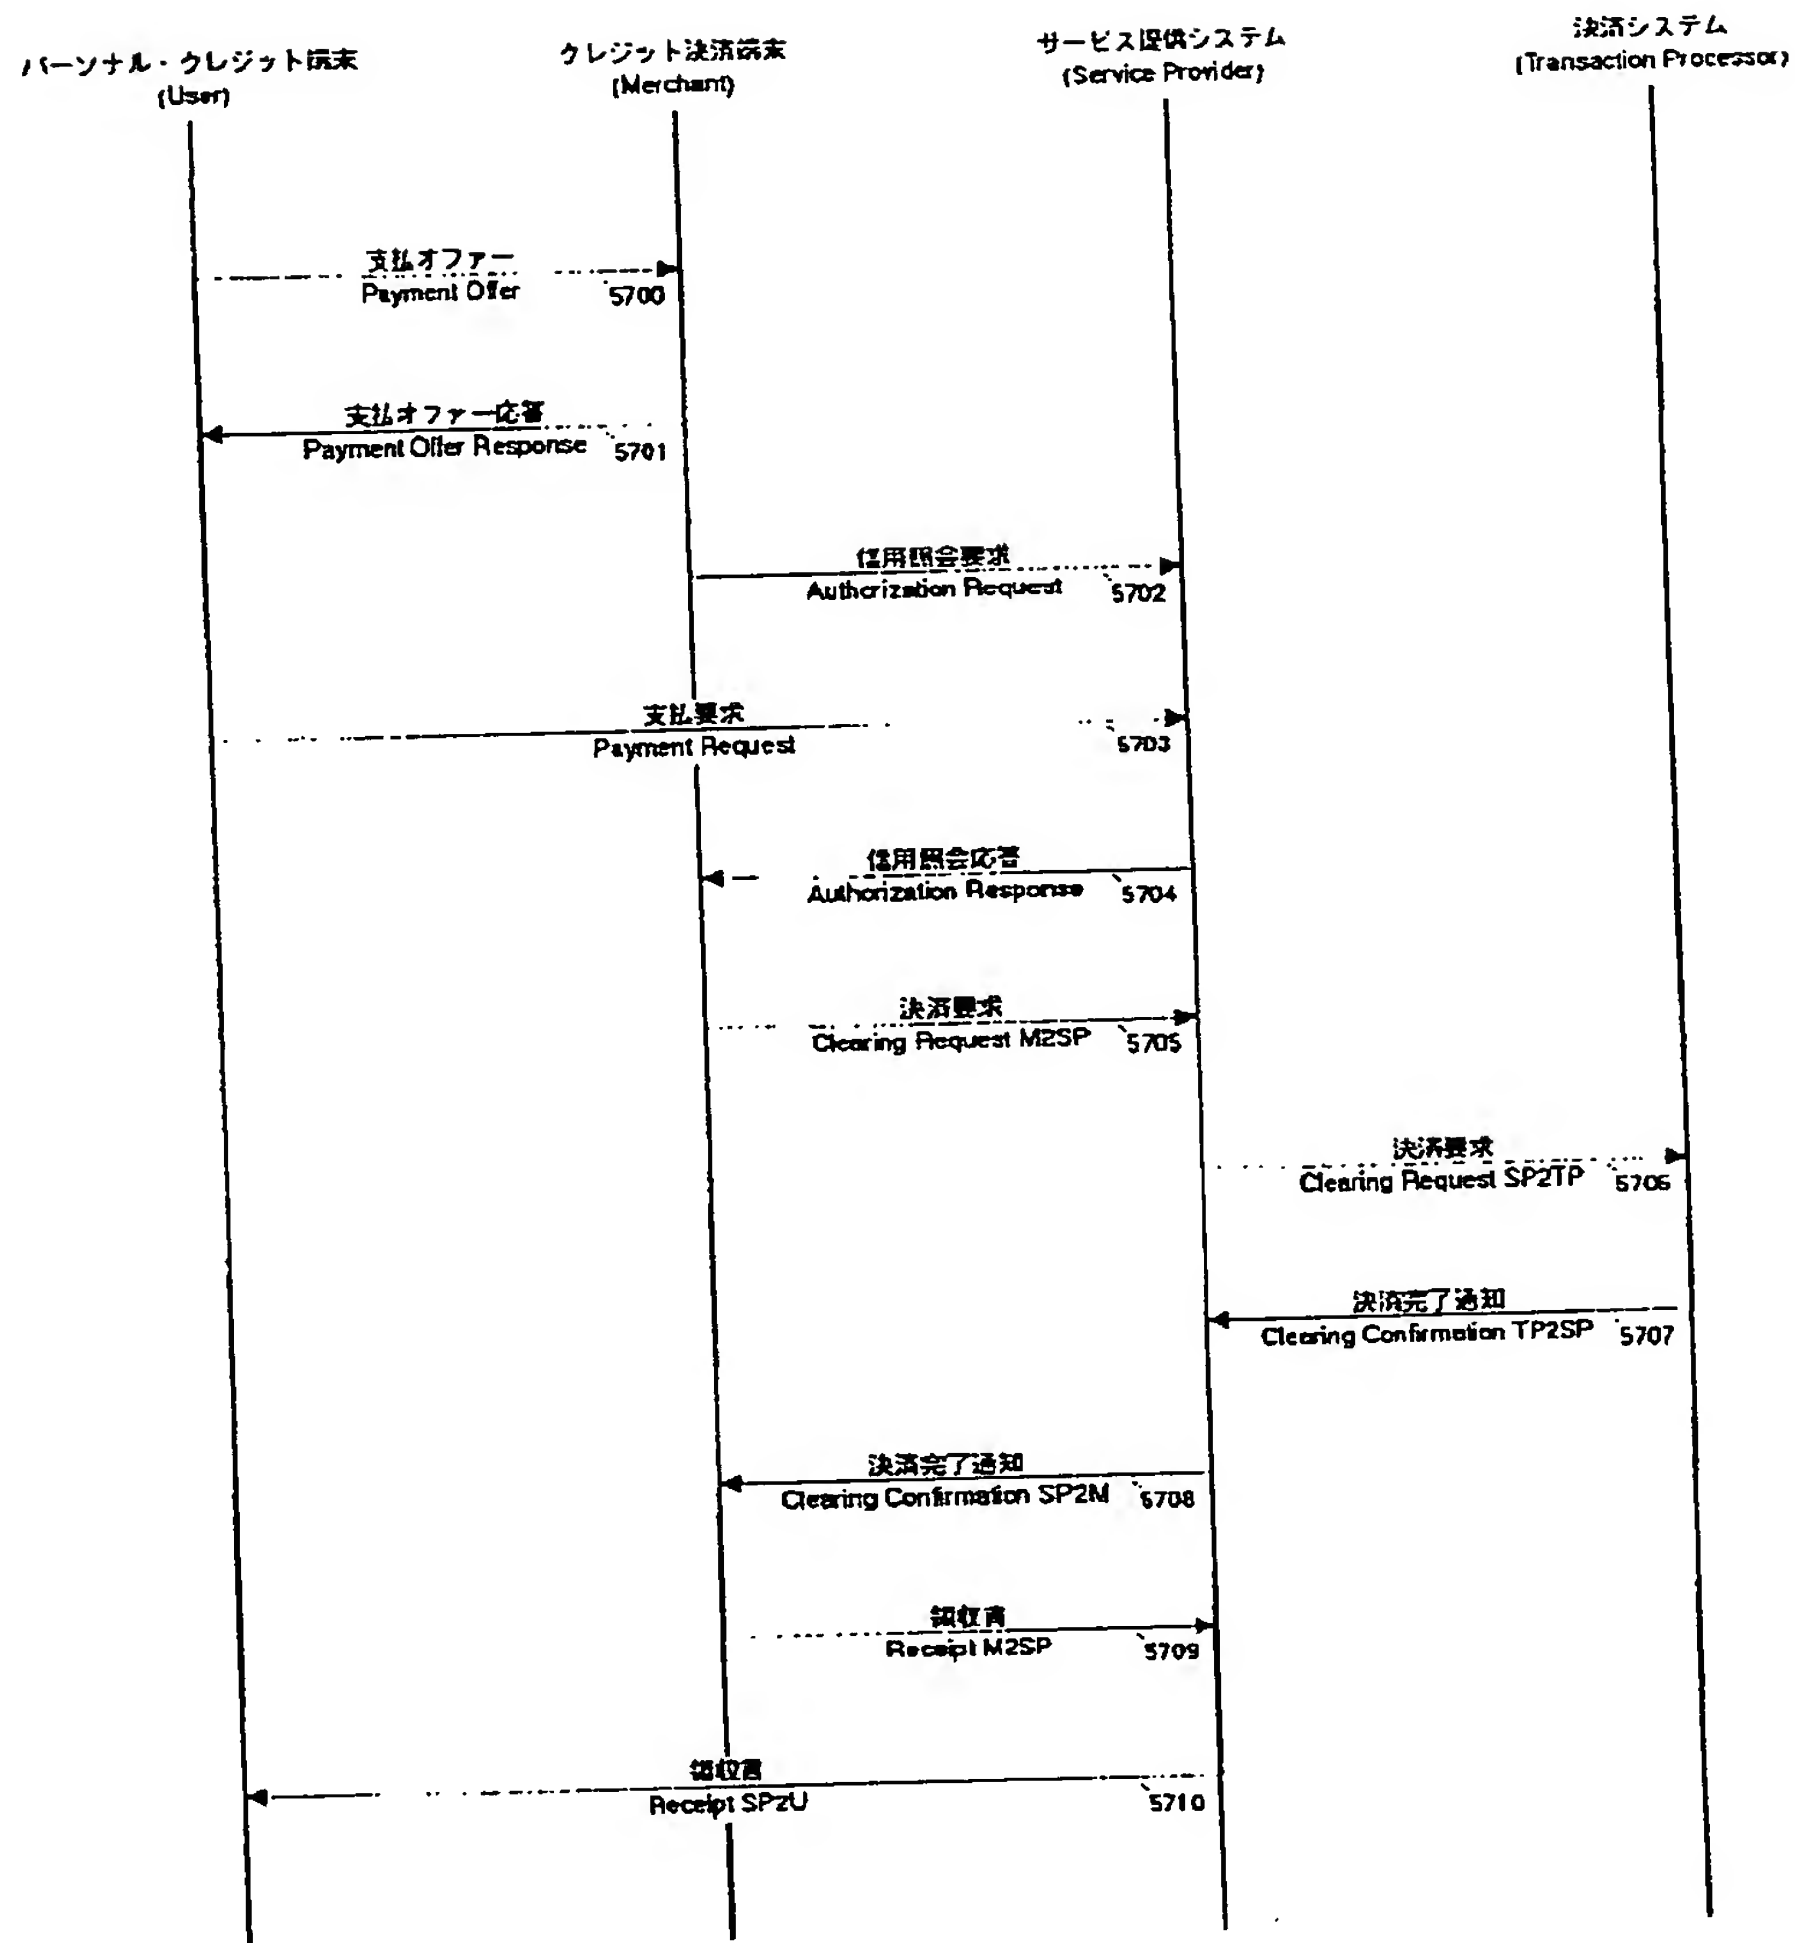 パーソナル・クレジット端末
(User)
クレジット決済端末
(Merchant)
サービス提供システム
(Service Provider)
決済システム
(Transaction Processor)
支払オファー
Payment Offer
5700
支払オファー応答
Payment Offer Response
5701
信用照会要求
Authorization Request
5702
支払要求
Payment Request
5703
信用照会応答
Authorization Response
5704
決済要求
Clearing Request M2SP
5705
決済要求
Clearing Request SP2TP
5706
決済完了通知
Clearing Confirmation TP2SP
5707
決済完了通知
Clearing Confirmation SP2M
5708
領収書
Receipt M2SP
5709
領収書
Receipt SP2U
5710